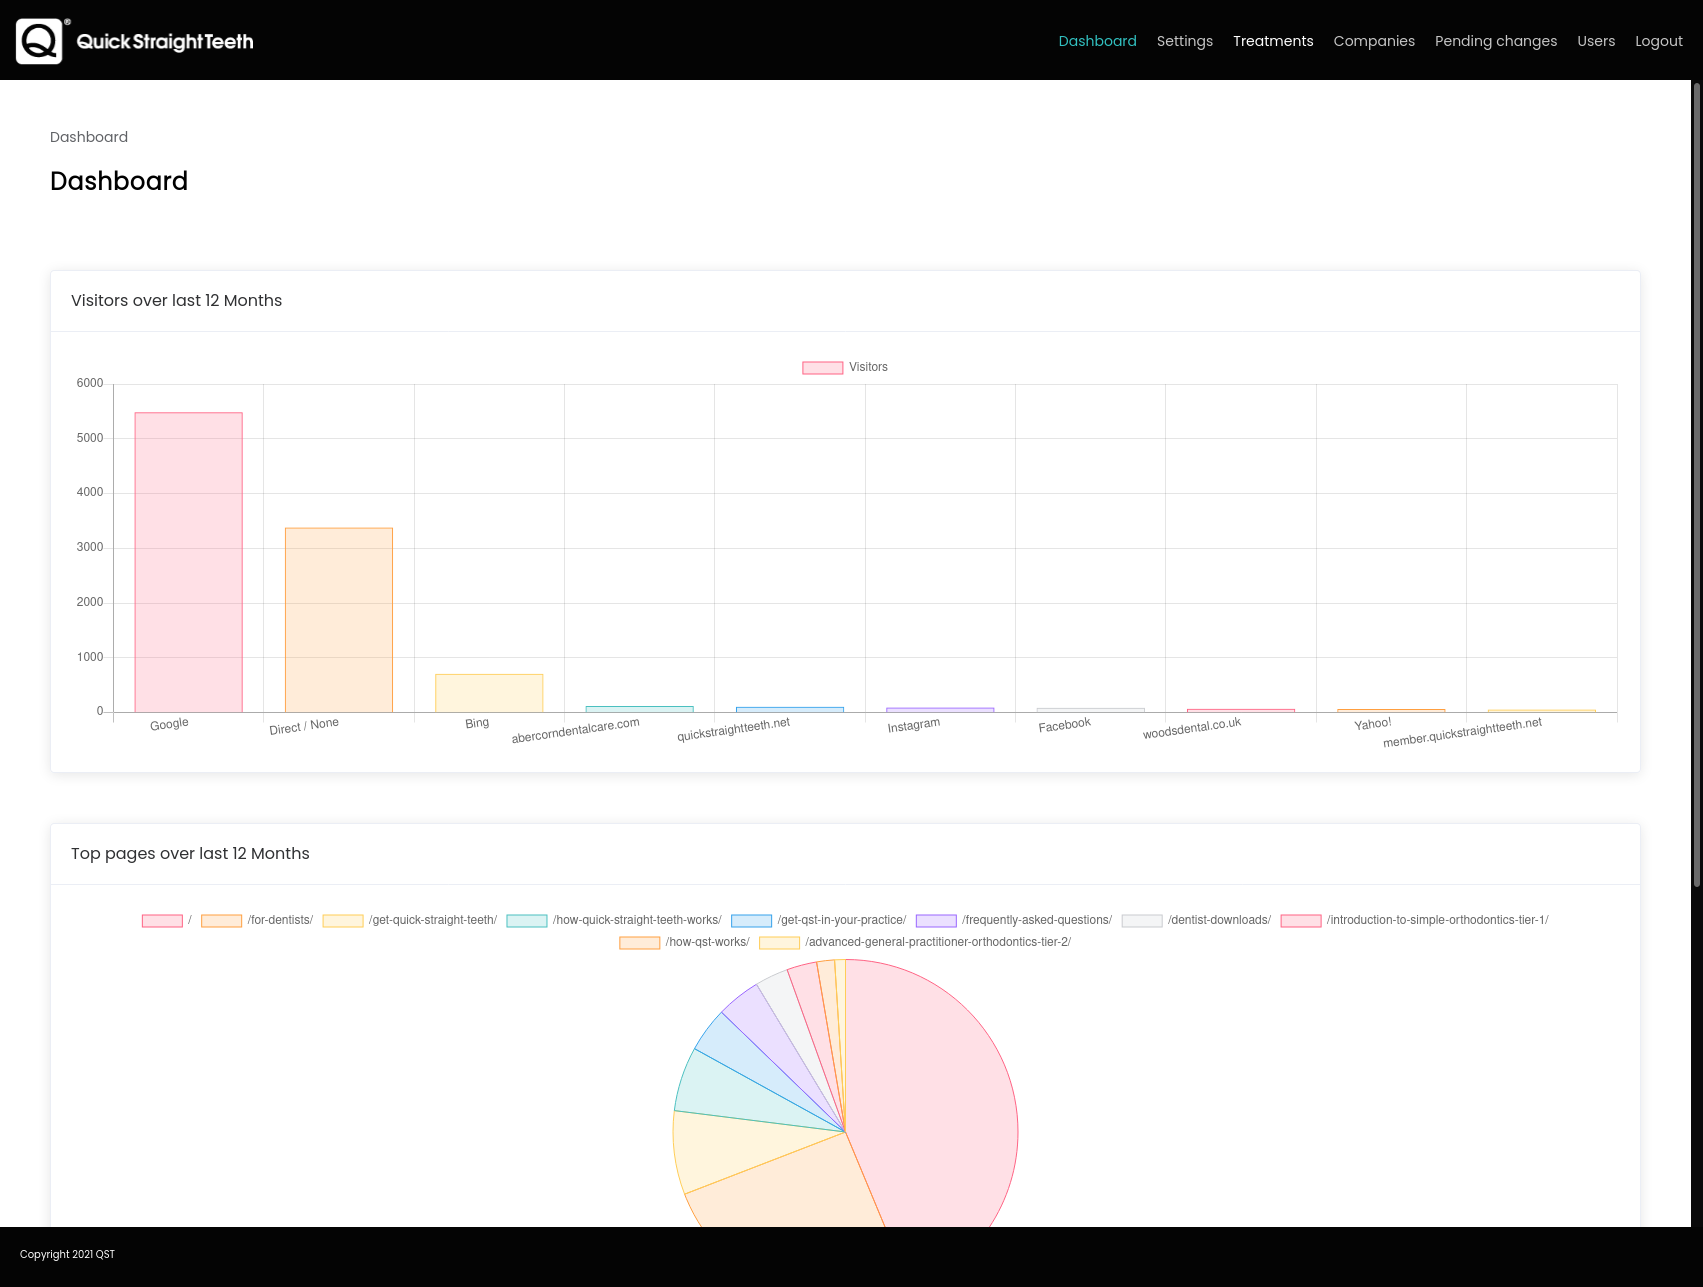 Q® QuickStraightTeeth
Dashboard Settings Treatments Companies Pending changes Users Logout
Dashboard
Dashboard
Visitors over last 12 Months
Visitors
6000
5000
4000
3000
2000
1000
0
Google Direct / None Bing abercorndentalcare.com quickstraightteeth.net Instagram Facebook woodsdental.co.uk Yahoo! member.quickstraightteeth.net
Top pages over last 12 Months
/ /for-dentists/ /get-quick-straight-teeth/ /how-quick-straight-teeth-works/ /get-qst-in-your-practice/ /frequently-asked-questions/ /dentist-downloads/ /introduction-to-simple-orthodontics-tier-1/
/how-qst-works/ /advanced-general-practitioner-orthodontics-tier-2/
Copyright 2021 QST